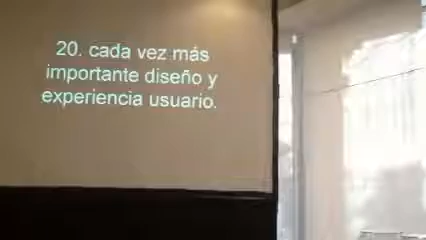 20. cada vez más
importante diseño y
experiencia usuario.